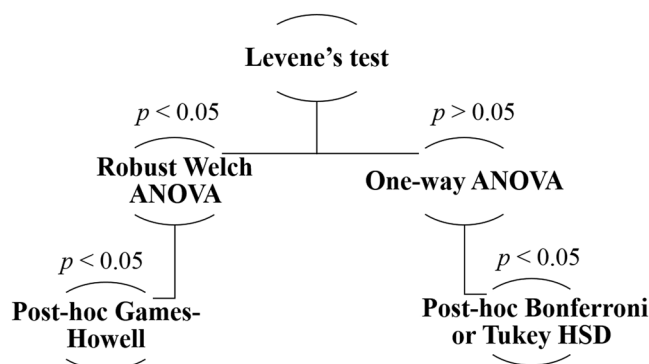 Levene’s test
p < 0.05
p > 0.05
Robust Welch
ANOVA
One-way ANOVA
p < 0.05
p < 0.05
Post-hoc Games-
Howell
Post-hoc Bonferroni
or Tukey HSD